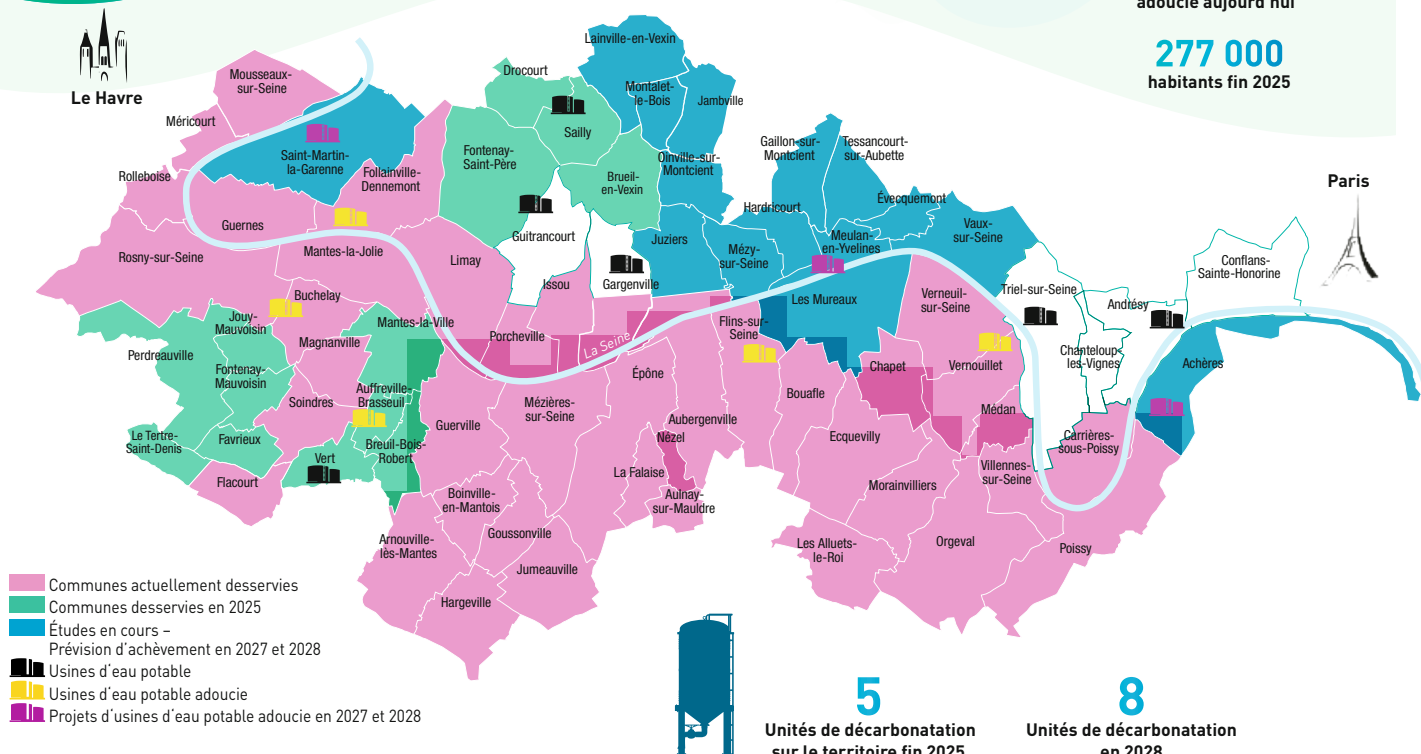 adoucie aujourd'hui
277 000
habitants fin 2025
Le Havre
Paris
Lainville-en-Vexin
Mousseaux-
sur-Seine
Drocourt
Montalet-
le-Bois
Jambville
Méricourt
Sailly
Saint-Martin-
la-Garenne
Fontenay-
Saint-Père
Gaillon-sur-
Montcient
Tessancourt-
sur-Aubette
Oinville-sur-
Montcient
Rolleboise
Follainville-
Dennemont
Brueil-
en-Vexin
Évecquemont
Hardricourt
Guernes
Guitrancourt
Juziers
Meulan-
en-Yvelines
Vaux-
sur-Seine
Rosny-sur-Seine
Mantes-la-Jolie
Limay
Mézy-
sur-Seine
Conflans-
Sainte-Honorine
Issou
Gargenville
Triel-sur-Seine
Buchelay
Les Mureaux
Verneuil-
sur-Seine
Andrésy
Jouy-
Mauvoisin
Mantes-la-Ville
Porcheville
La Seine
Flins-sur-
Seine
Magnanville
Perdreauville
Chanteloup-
les-Vignes
Achères
Fontenay-
Mauvoisin
Épône
Chapet
Vernouillet
Auffreville-
Brasseuil
Bouafle
Soindres
Mézières-
sur-Seine
Médan
Aubergenville
Guerville
Le Tertre-
Saint-Denis
Favrieux
Breuil-Bois-
Robert
Nézel
Ecquevilly
Carrières-
sous-Poissy
Vert
La Falaise
Villennes-
sur-Seine
Flacourt
Morainvilliers
Boinville-
en-Mantois
Aulnay-
sur-Mauldre
Goussonville
Arnouville-
lès-Mantes
Les Alluets-
le-Roi
Orgeval
Poissy
Jumeauville
Hargeville
Communes actuellement desservies
Communes desservies en 2025
Études en cours –
Prévision d'achèvement en 2027 et 2028
Usines d'eau potable
Usines d'eau potable adoucie
Projets d'usines d'eau potable adoucie en 2027 et 2028
5
Unités de décarbonatation
sur le territoire fin 2025
8
Unités de décarbonatation
en 2028